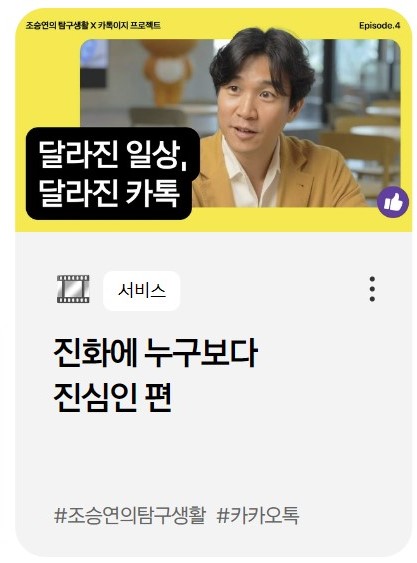 조승연의 탐구생활 X 카톡이지 프로젝트
Episode.4
달라진 일상,
달라진 카톡
서비스
진화에 누구보다
진심인 편
#조승연의탐구생활 #카카오톡